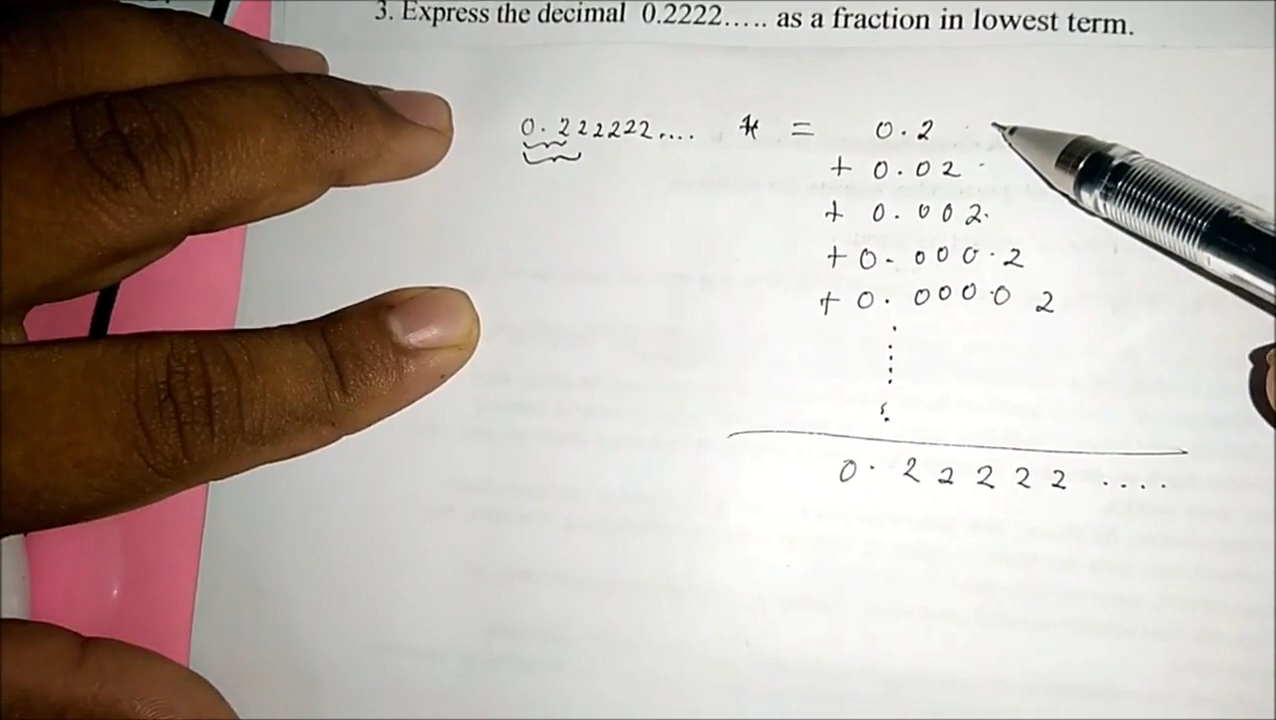 3. Express the decimal 0.2222..... as a fraction in lowest term.
0.222222.... = 0.2
+ 0.02
+ 0.002
+ 0.0002
+ 0.00002
0.22222 ....